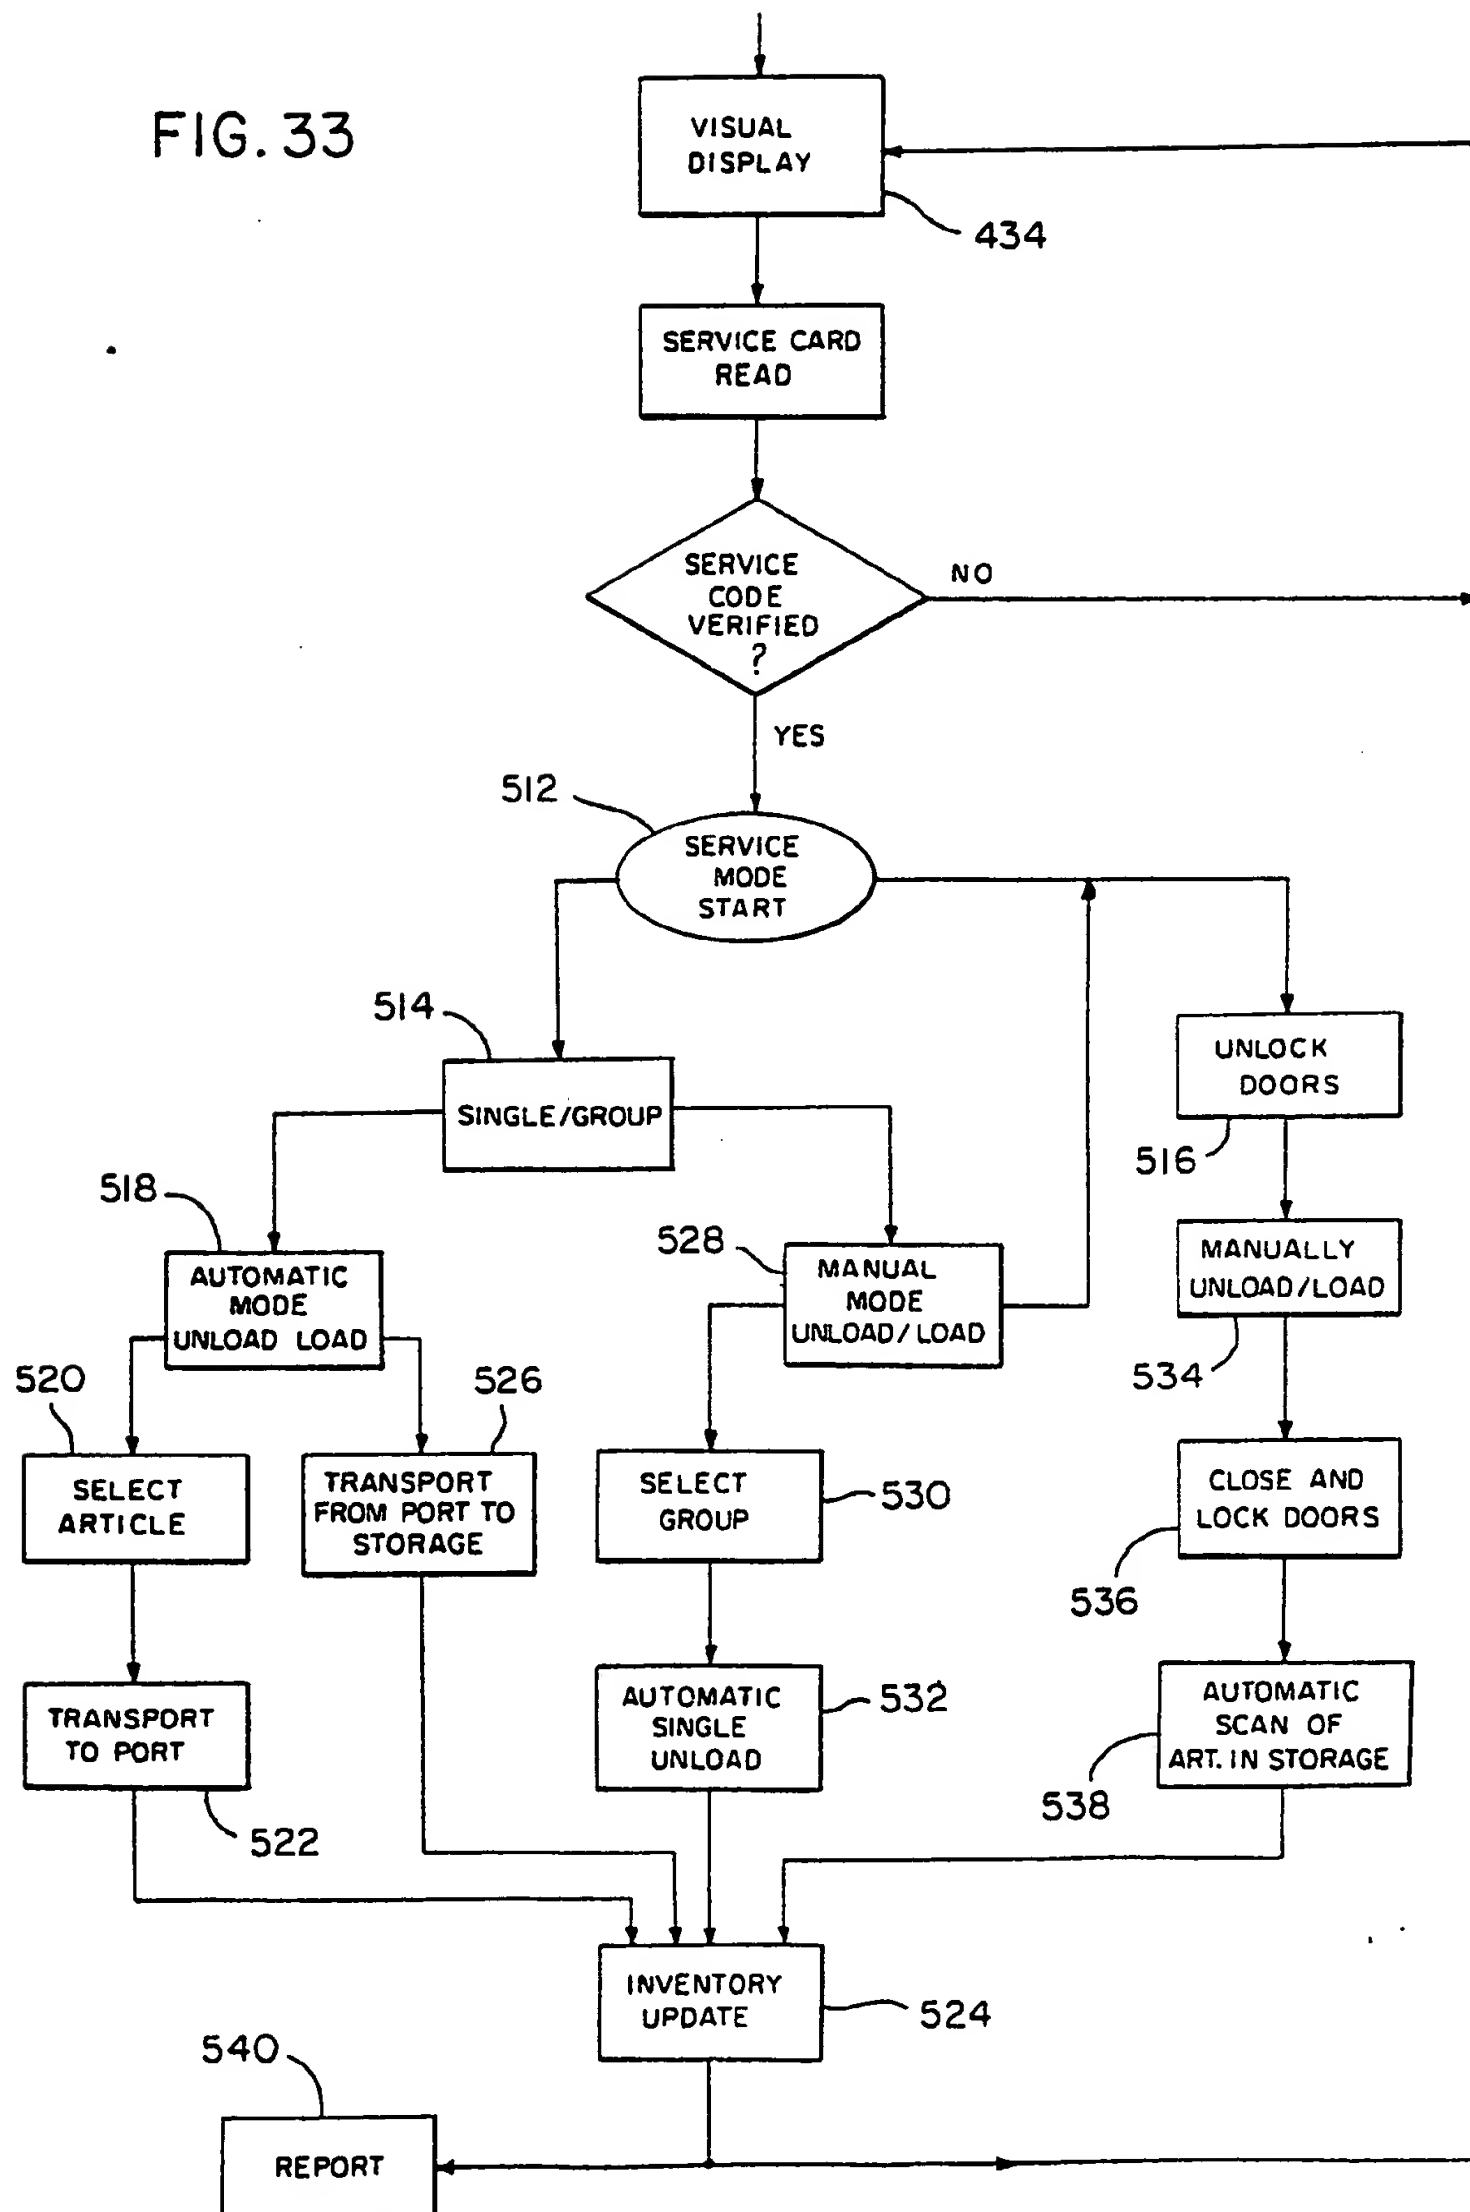 FIG. 33
VISUAL
DISPLAY
434
SERVICE CARD
READ
SERVICE
CODE
VERIFIED
?
NO
YES
512
SERVICE
MODE
START
514
SINGLE/GROUP
UNLOCK
DOORS
516
518
AUTOMATIC
MODE
UNLOAD LOAD
528
MANUAL
MODE
UNLOAD/LOAD
MANUALLY
UNLOAD/LOAD
534
520
SELECT
ARTICLE
526
TRANSPORT
FROM PORT TO
STORAGE
SELECT
GROUP
530
CLOSE AND
LOCK DOORS
536
TRANSPORT
TO PORT
522
AUTOMATIC
SINGLE
UNLOAD
532
AUTOMATIC
SCAN OF
ART. IN STORAGE
538
INVENTORY
UPDATE
524
540
REPORT